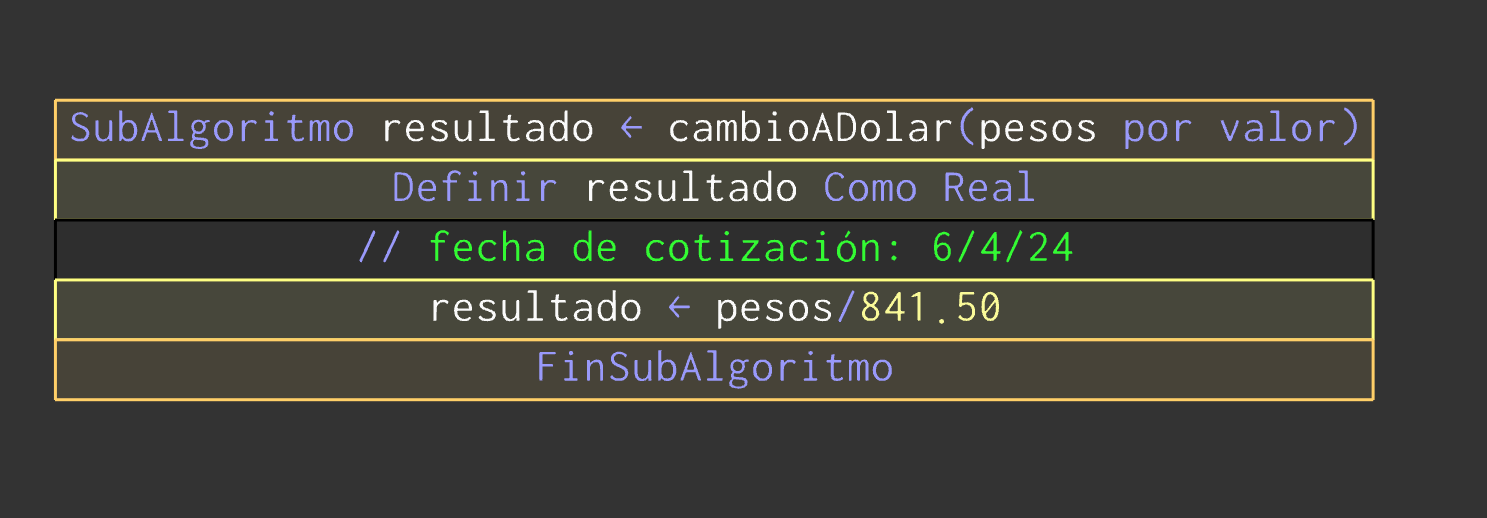 SubAlgoritmo resultado ← cambioADolar(pesos por valor)
Definir resultado Como Real
// fecha de cotización: 6/4/24
resultado ← pesos/841.50
FinSubAlgoritmo